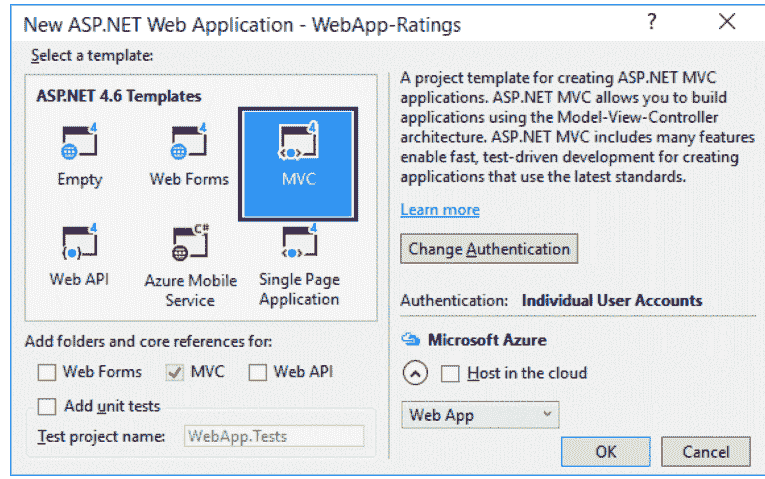 New ASP.NET Web Application - WebApp-Ratings ?
Select a template:
ASP.NET 4.6 Templates
4 4 4
Empty Web Forms MVC
4 C# 4
Web API Azure Mobile Service Single Page Application
A project template for creating ASP.NET MVC
applications. ASP.NET MVC allows you to build
applications using the Model-View-Controller
architecture. ASP.NET MVC includes many features
enable fast, test-driven development for creating
applications that use the latest standards.
Learn more
Change Authentication
Authentication: Individual User Accounts
Add folders and core references for:
Web Forms MVC Web API
Add unit tests
Test project name: WebApp.Tests
Microsoft Azure
Host in the cloud
Web App
OK Cancel